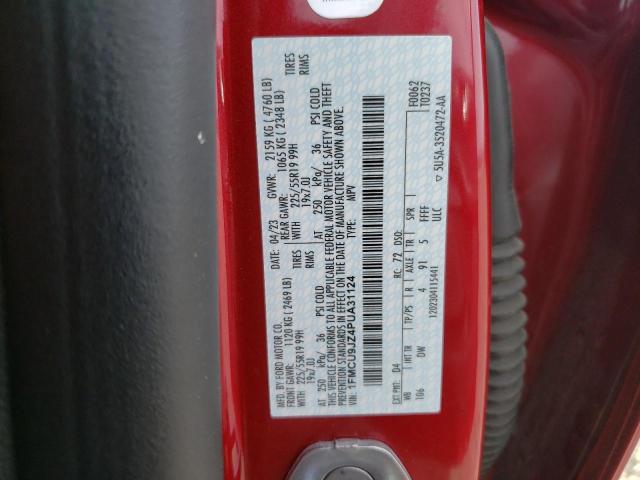 MFD. BY FORD MOTOR CO.
DATE: 04/23 GVWR: 2159 KG ( 4760 LB)
FRONT GAWR: 1120 KG ( 2469 LB) REAR GAWR: 1065 KG ( 2348 LB)
WITH 225/55R19 99H TIRES WITH 225/55R19 99H TIRES
19x7.0J RIMS 19x7.0J RIMS
AT 250 kPa/ 36 PSI COLD AT 250 kPa/ 36 PSI COLD
THIS VEHICLE CONFORMS TO ALL APPLICABLE FEDERAL MOTOR VEHICLE SAFETY AND THEFT
PREVENTION STANDARDS IN EFFECT ON THE DATE OF MANUFACTURE SHOWN ABOVE.
VIN: 1FMCU9JZ4PUA31124 TYPE: MPV
F0062
T0237
EXT PNT: D4 RC: 72 DSO:
WB INT TR TP/PS R AXLE TR SPR
106 DW 4 91 5 FFFF
ULC
1202304115441 ▽ 5U5A-3520472-AA